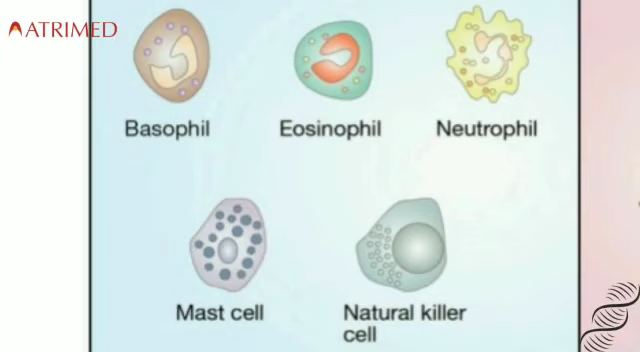 ATRIMED
Basophil
Eosinophil
Neutrophil
Mast cell
Natural killer
cell